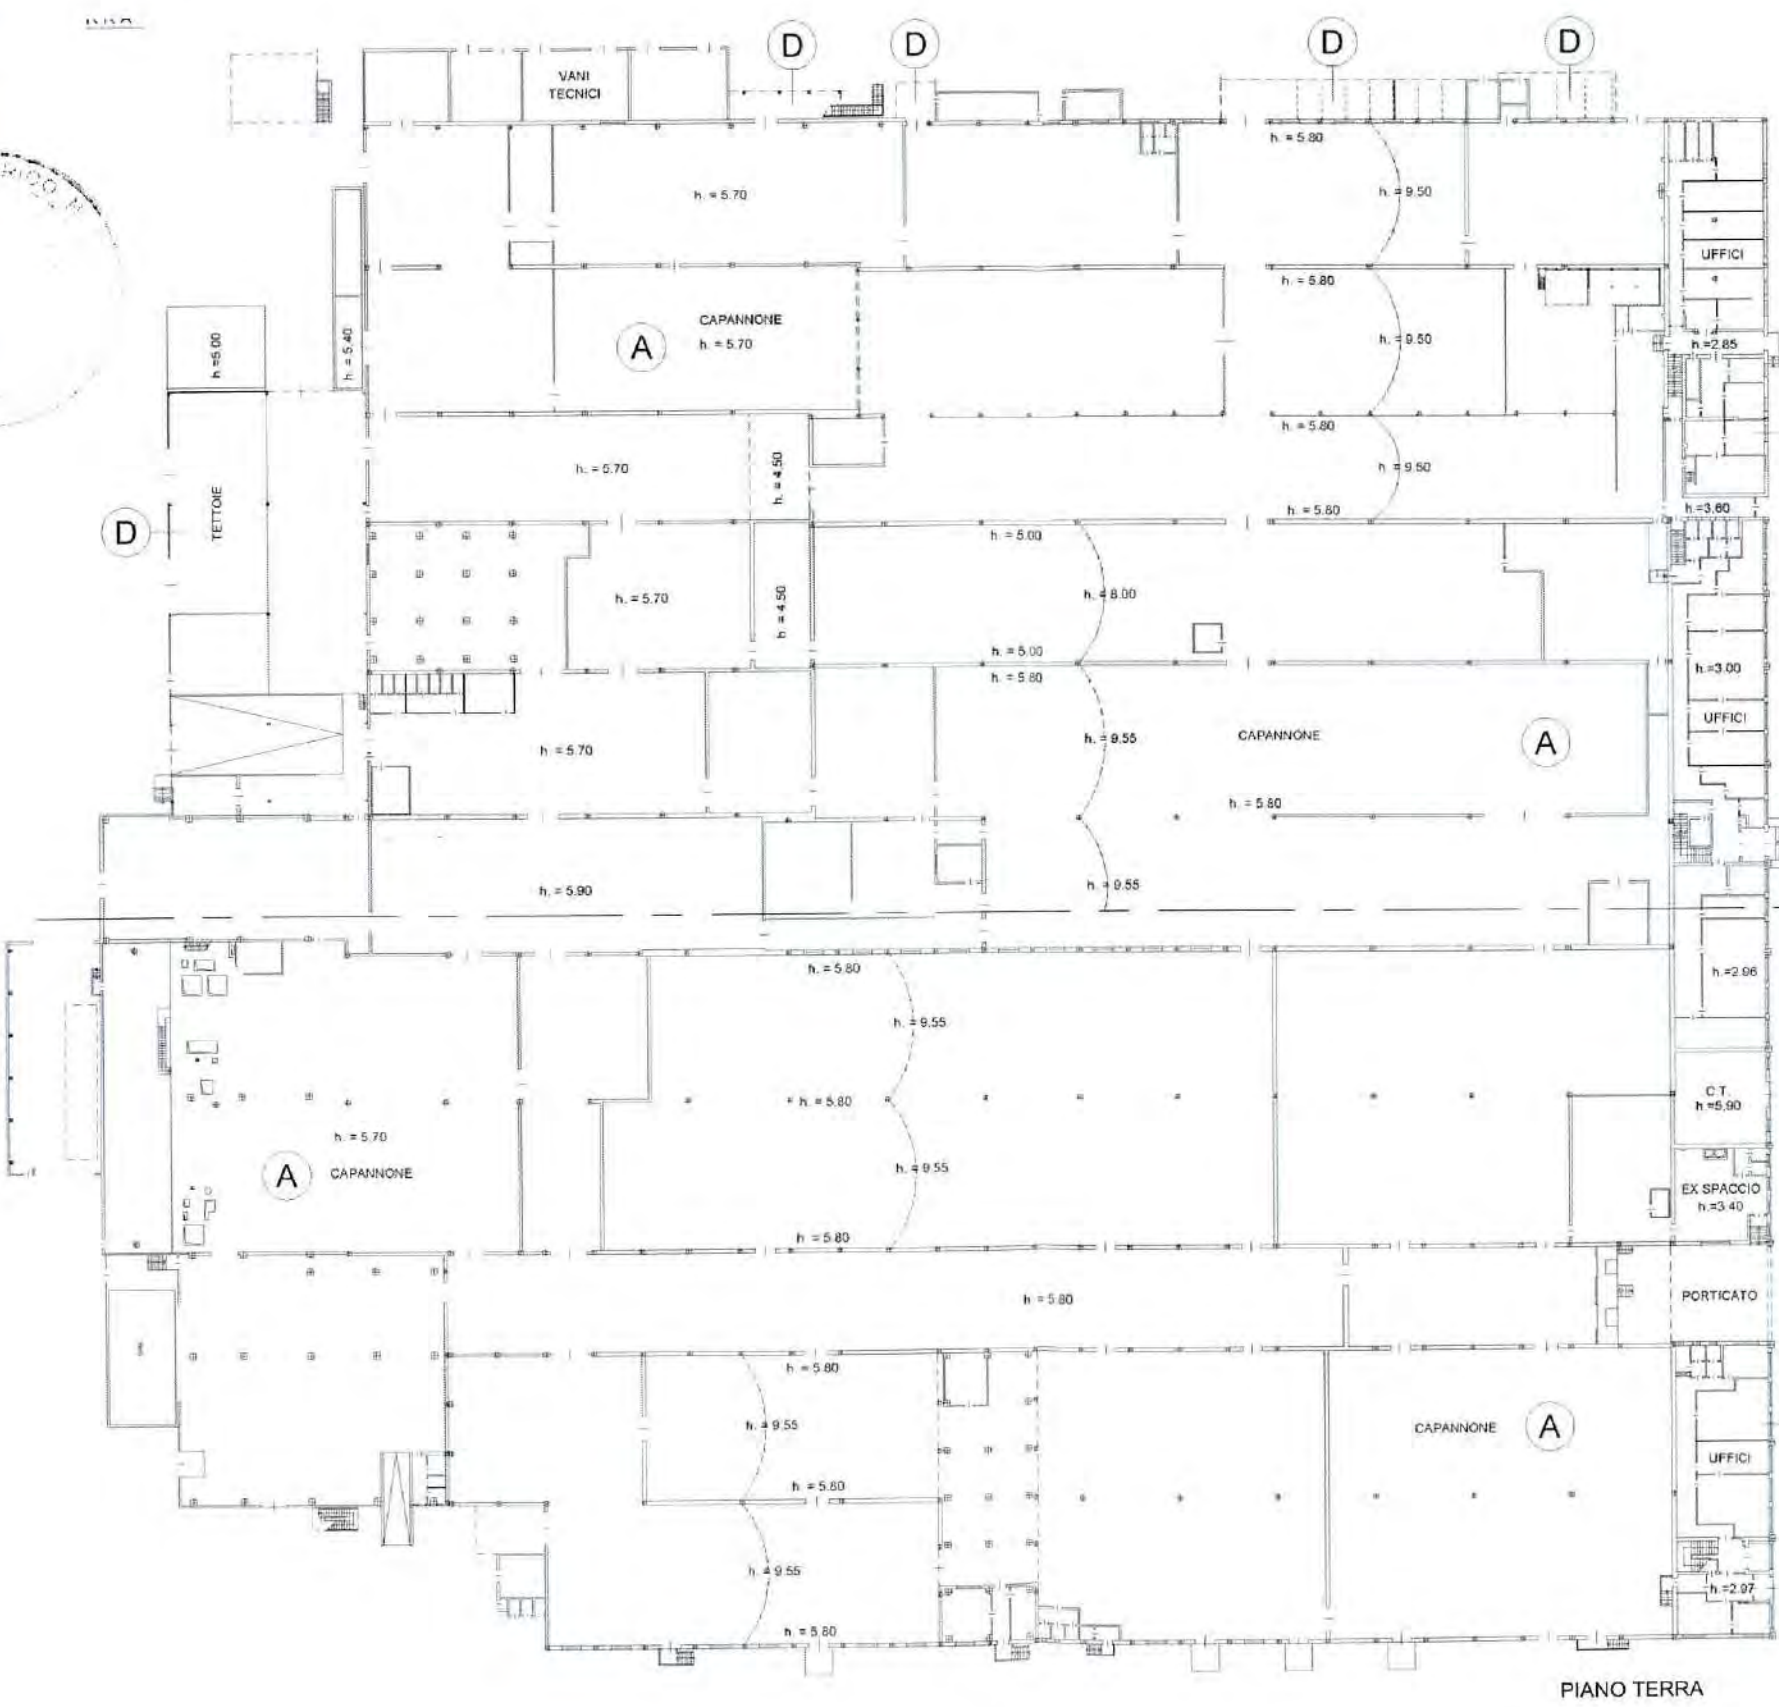 D
D
D
D
VANI
TECNICI
h. = 5.80
h. = 5.70
h. = 9.50
UFFICI
h. = 5.80
CAPANNONE
A
h. = 5.70
h. = 9.50
h.=2.85
h.=5.00
h. = 5.40
h. = 5.80
h. = 5.70
h. = 4.50
h. = 9.50
TETTOIE
D
h. = 5.80
h.=3.60
h. = 5.00
h. = 5.70
h. = 4.50
h. = 8.00
h. = 5.00
h. = 5.80
h.=3.00
UFFICI
h. = 5.70
h. = 9.55
CAPANNONE
A
h. = 5.80
h. = 5.90
h. = 9.55
h. = 5.80
h.=2.96
h. = 9.55
C.T.
h.=5,90
h. = 5.80
h. = 5.70
A
CAPANNONE
h. = 9.55
EX SPACCIO
h.=3.40
h. = 5.80
h. = 5.80
PORTICATO
h. = 5.80
h. = 9.55
CAPANNONE
A
UFFICI
h. = 5.80
h. = 9.55
h.=2.97
h. = 5.80
PIANO TERRA